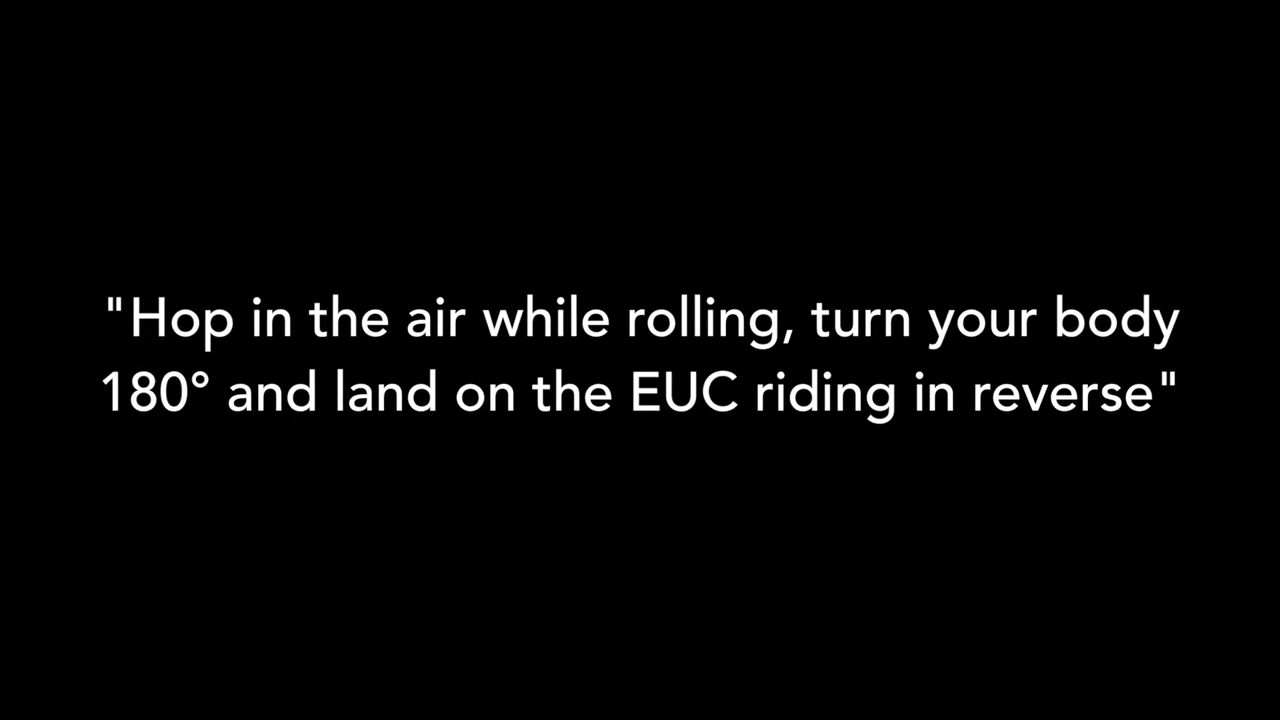 "Hop in the air while rolling, turn your body
180° and land on the EUC riding in reverse"